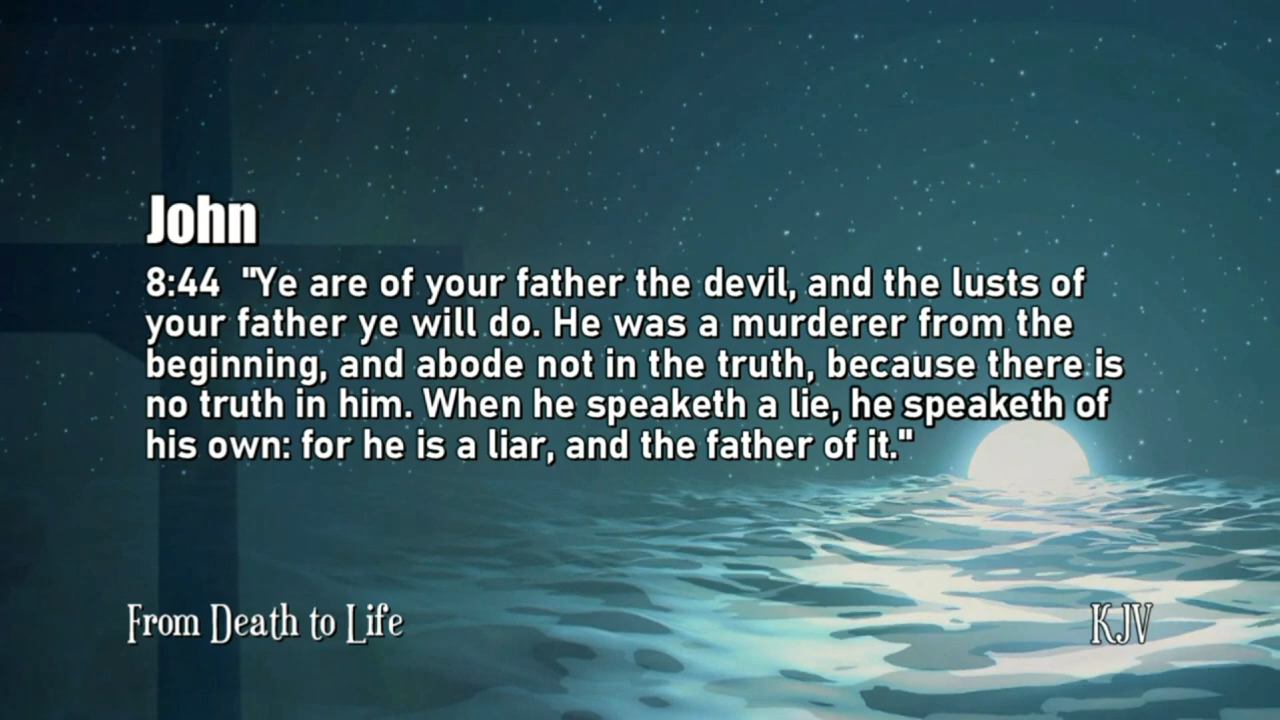 John
8:44 "Ye are of your father the devil, and the lusts of
your father ye will do. He was a murderer from the
beginning, and abode not in the truth, because there is
no truth in him. When he speaketh a lie, he speaketh of
his own: for he is a liar, and the father of it."
From Death to Life
KJV